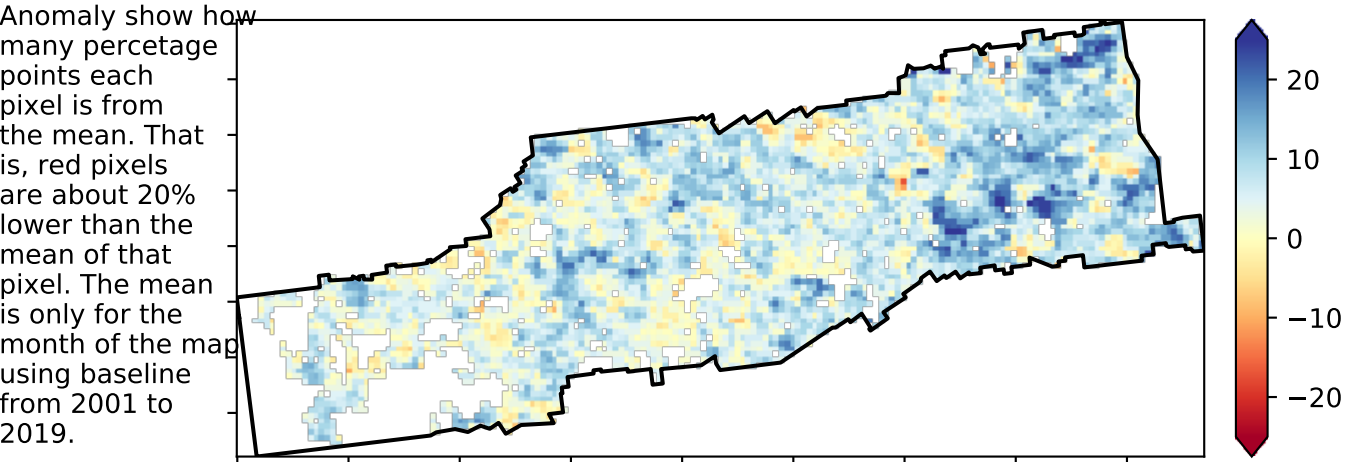 Anomaly show how
many percetage
points each
pixel is from
the mean. That
is, red pixels
are about 20%
lower than the
mean of that
pixel. The mean
is only for the
month of the map
using baseline
from 2001 to
2019.
20
10
0
−10
−20